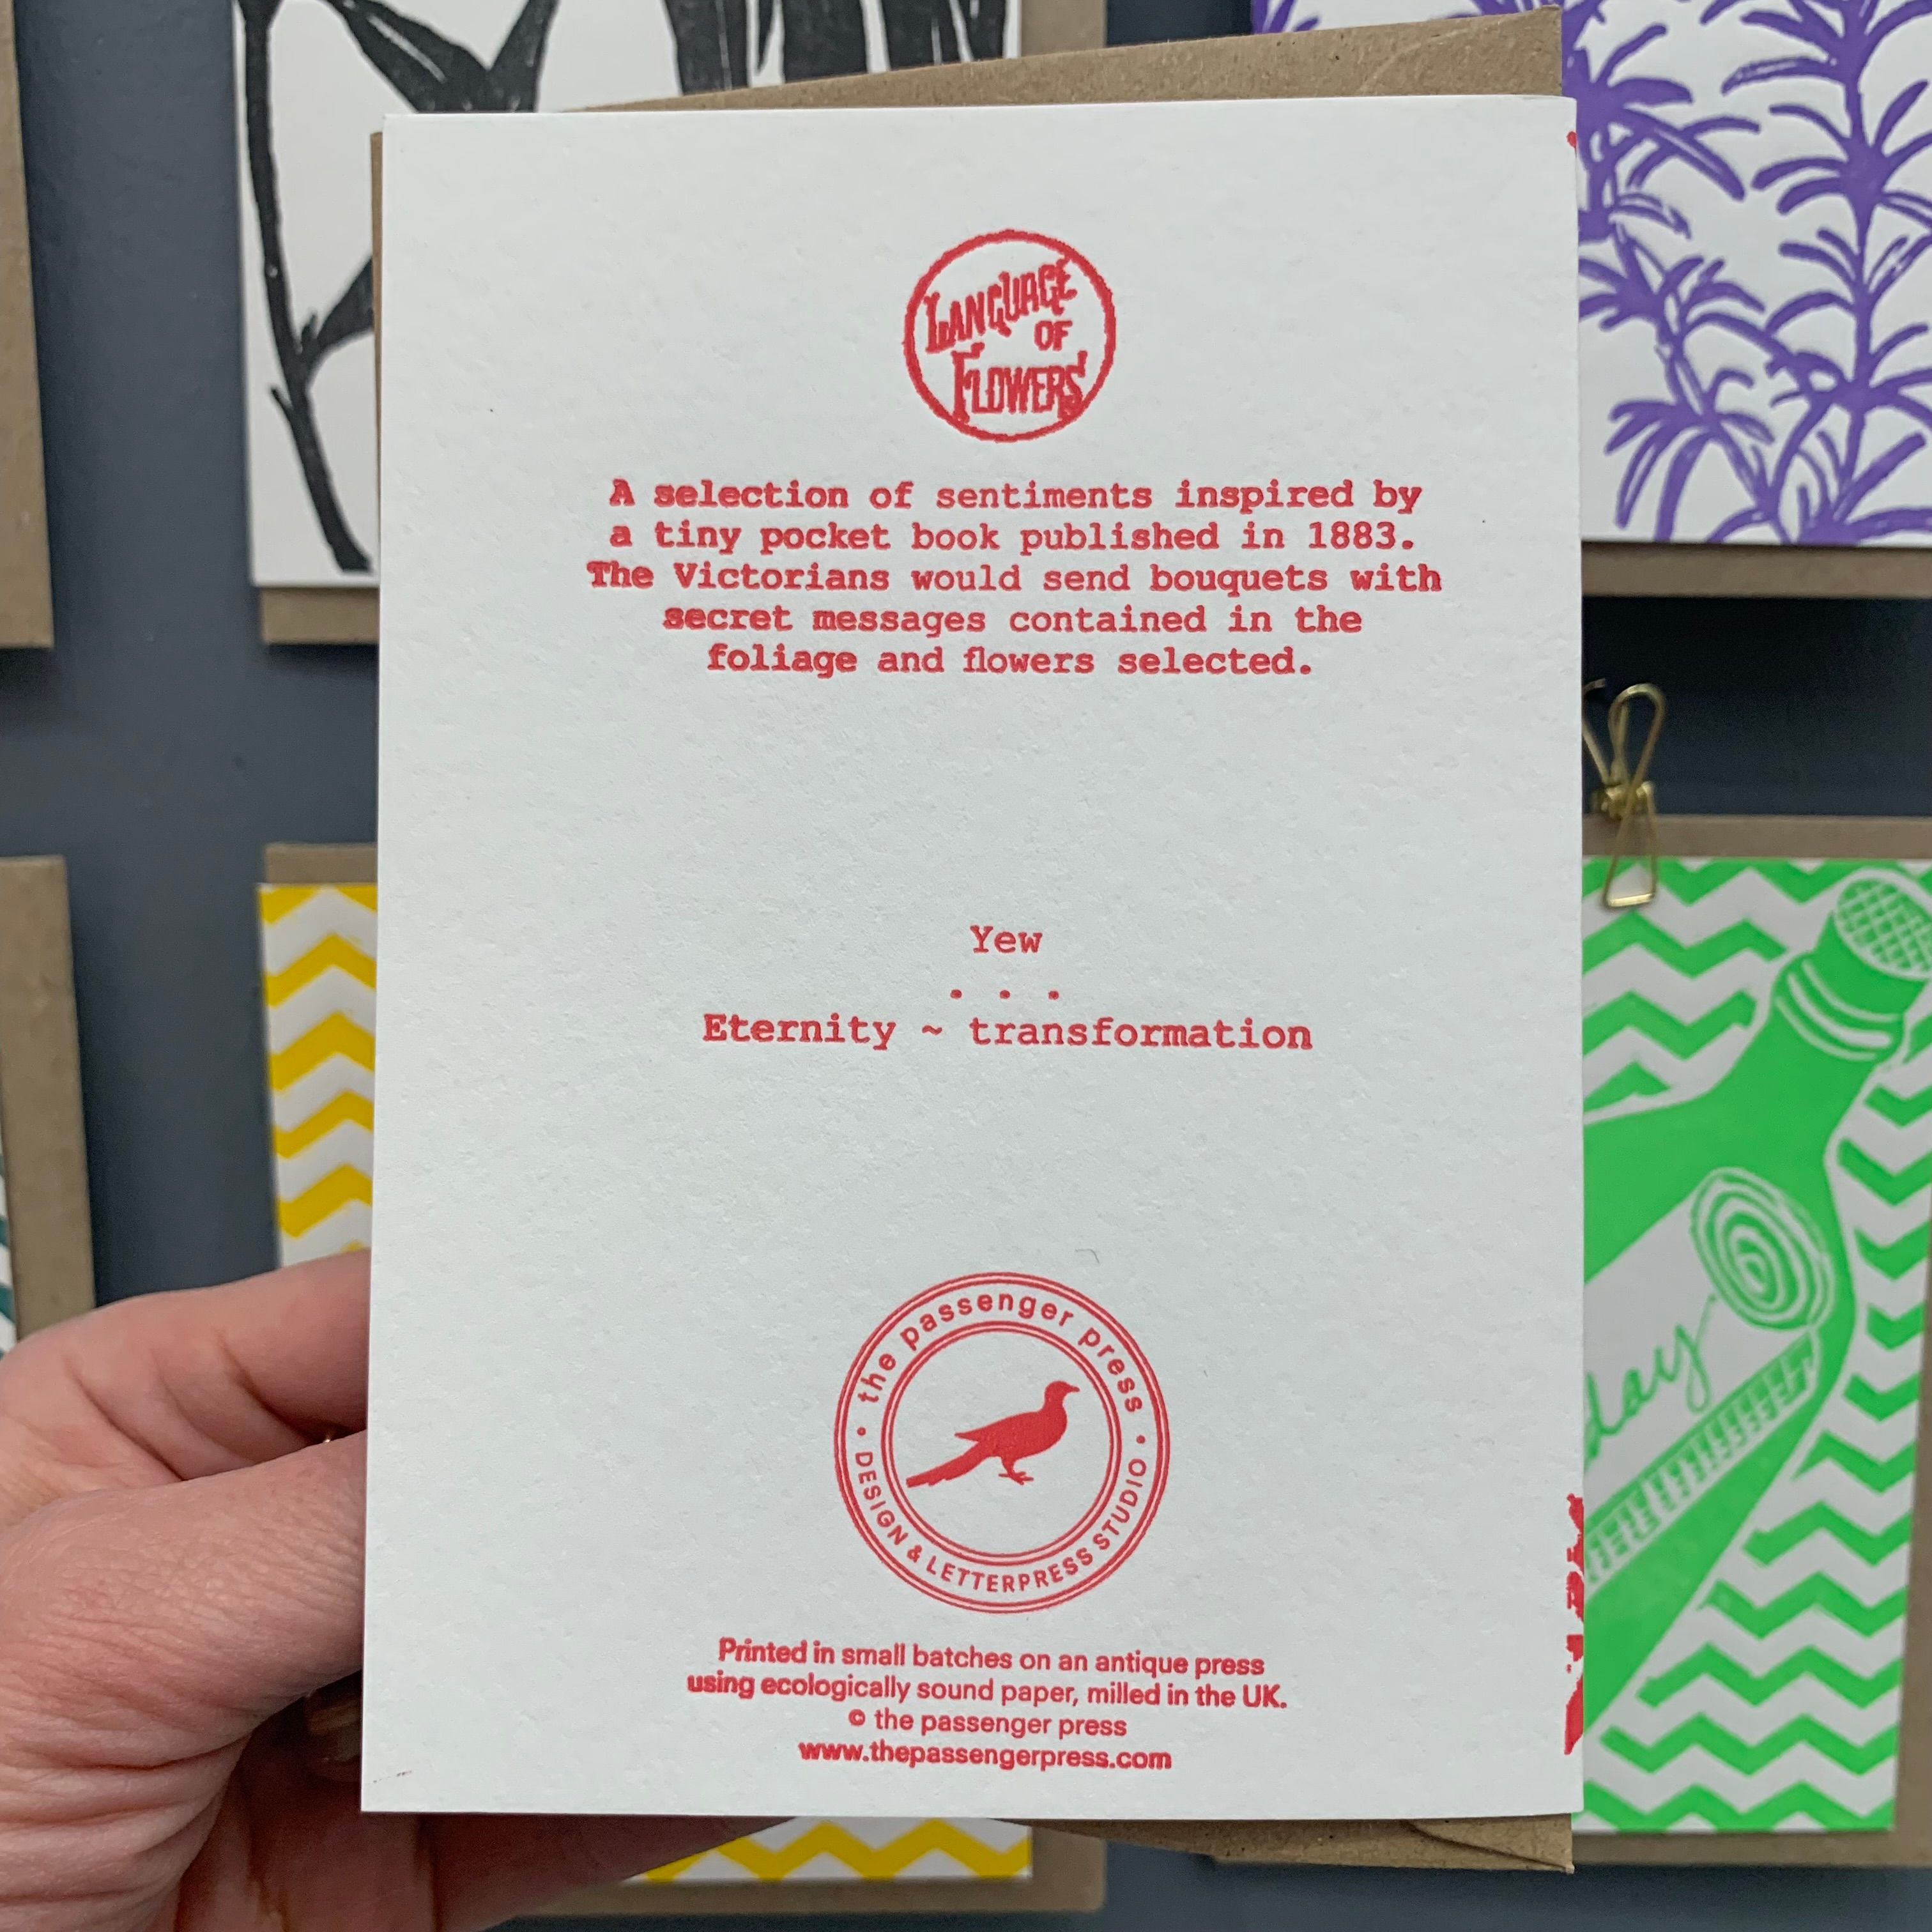 LANGUAGE
OF
FLOWERS
A selection of sentiments inspired by
a tiny pocket book published in 1883.
The Victorians would send bouquets with
secret messages contained in the
foliage and flowers selected.
Yew
. . .
Eternity ~ transformation
• the passenger press •
DESIGN & LETTERPRESS STUDIO
Printed in small batches on an antique press
using ecologically sound paper, milled in the UK.
© the passenger press
www.thepassengerpress.com
day